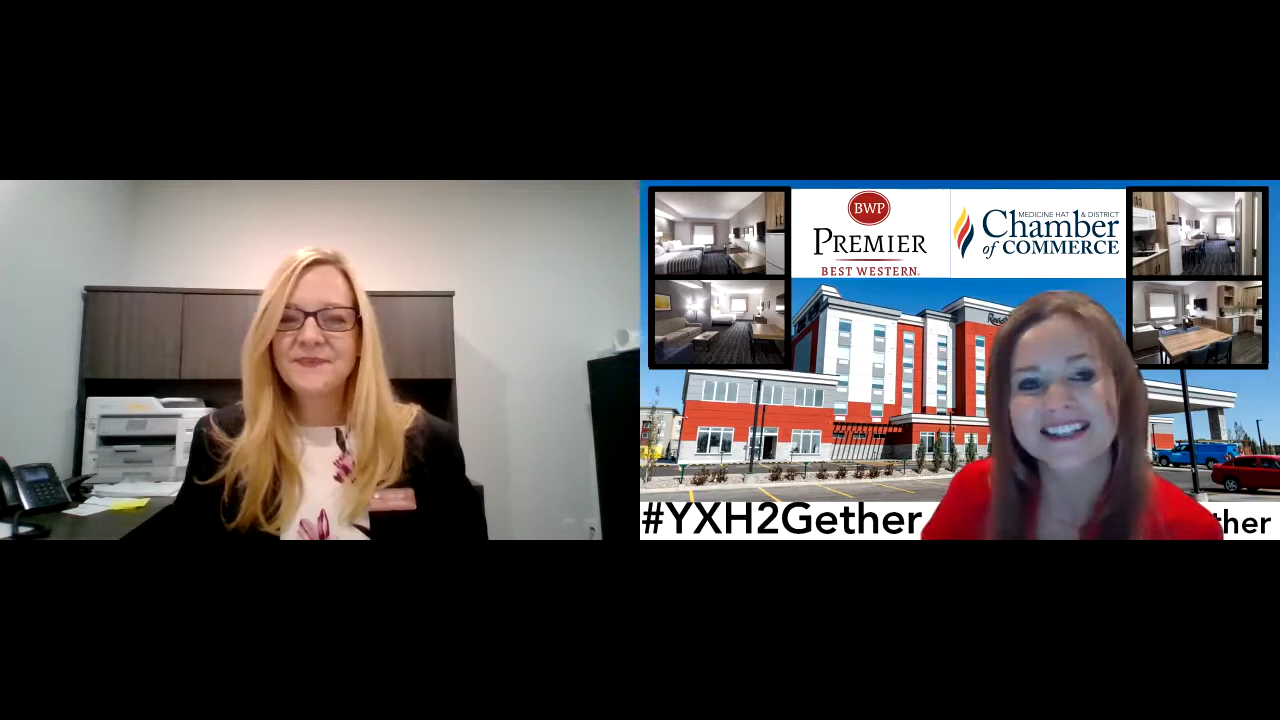 BWP
PREMIER
BEST WESTERN®
MEDICINE HAT & DISTRICT
Chamber
of COMMERCE
#YXH2Gether
ther